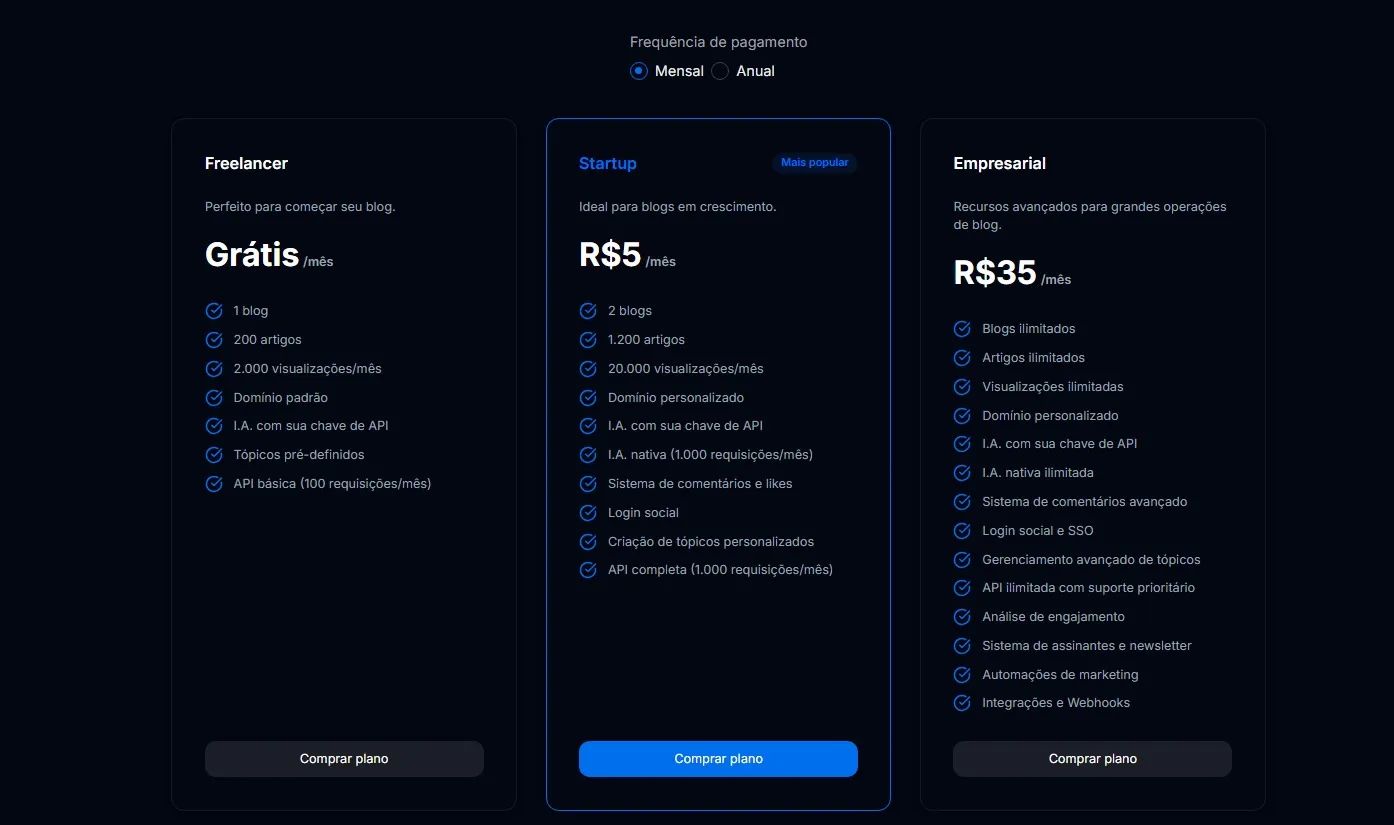 Frequência de pagamento
Mensal Anual
Freelancer
Perfeito para começar seu blog.
Grátis /mês
1 blog
200 artigos
2.000 visualizações/mês
Domínio padrão
I.A. com sua chave de API
Tópicos pré-definidos
API básica (100 requisições/mês)
Comprar plano
Startup
Mais popular
Ideal para blogs em crescimento.
R$5 /mês
2 blogs
1.200 artigos
20.000 visualizações/mês
Domínio personalizado
I.A. com sua chave de API
I.A. nativa (1.000 requisições/mês)
Sistema de comentários e likes
Login social
Criação de tópicos personalizados
API completa (1.000 requisições/mês)
Comprar plano
Empresarial
Recursos avançados para grandes operações
de blog.
R$35 /mês
Blogs ilimitados
Artigos ilimitados
Visualizações ilimitadas
Domínio personalizado
I.A. com sua chave de API
I.A. nativa ilimitada
Sistema de comentários avançado
Login social e SSO
Gerenciamento avançado de tópicos
API ilimitada com suporte prioritário
Análise de engajamento
Sistema de assinantes e newsletter
Automações de marketing
Integrações e Webhooks
Comprar plano